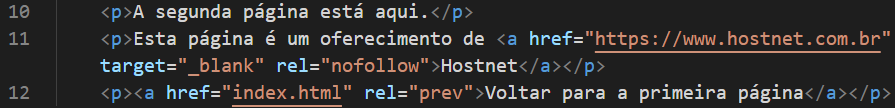 10 <p>A segunda página está aqui.</p>
11 <p>Esta página é um oferecimento de <a href="https://www.hostnet.com.br"
target="_blank" rel="nofollow">Hostnet</a></p>
12 <p><a href="index.html" rel="prev">Voltar para a primeira página</a></p>